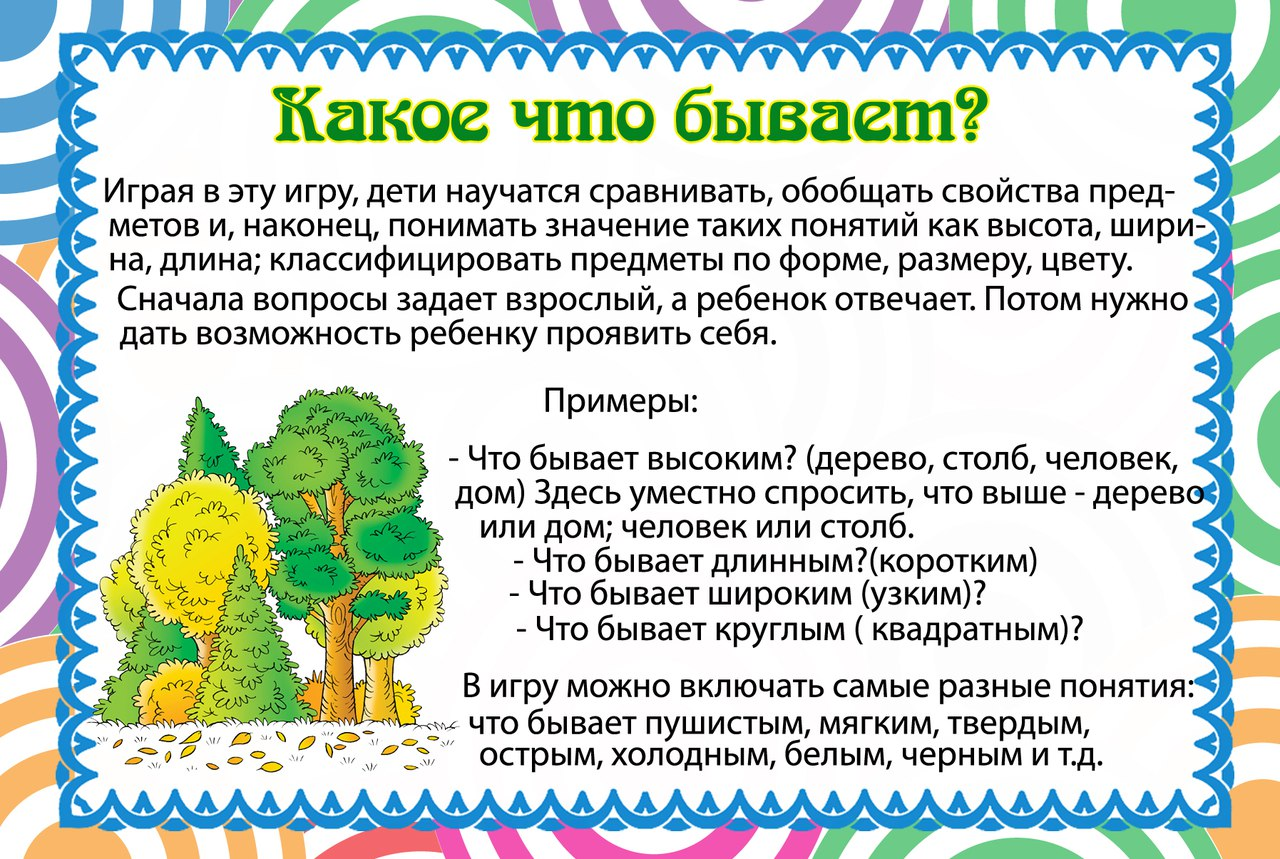 Какое что бывает?
Играя в эту игру, дети научатся сравнивать, обобщать свойства пред-
метов и, наконец, понимать значение таких понятий как высота, шири-
на, длина; классифицировать предметы по форме, размеру, цвету.
Сначала вопросы задает взрослый, а ребенок отвечает. Потом нужно
дать возможность ребенку проявить себя.
Примеры:
- Что бывает высоким? (дерево, столб, человек,
дом) Здесь уместно спросить, что выше - дерево
или дом; человек или столб.
- Что бывает длинным?(коротким)
- Что бывает широким (узким)?
- Что бывает круглым ( квадратным)?
В игру можно включать самые разные понятия:
что бывает пушистым, мягким, твердым,
острым, холодным, белым, черным и т.д.